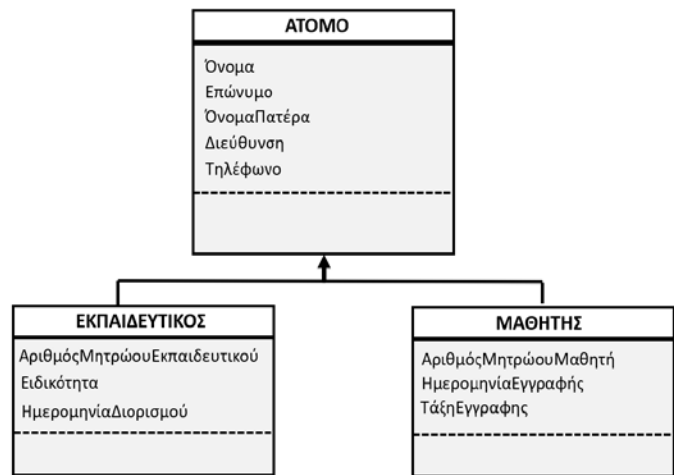 ΑΤΟΜΟ
Όνομα
Επώνυμο
ΌνομαΠατέρα
Διεύθυνση
Τηλέφωνο
ΕΚΠΑΙΔΕΥΤΙΚΟΣ
ΑριθμόςΜητρώουΕκπαιδευτικού
Ειδικότητα
ΗμερομηνίαΔιορισμού
ΜΑΘΗΤΗΣ
ΑριθμόςΜητρώουΜαθητή
ΗμερομηνίαΕγγραφής
ΤάξηΕγγραφης